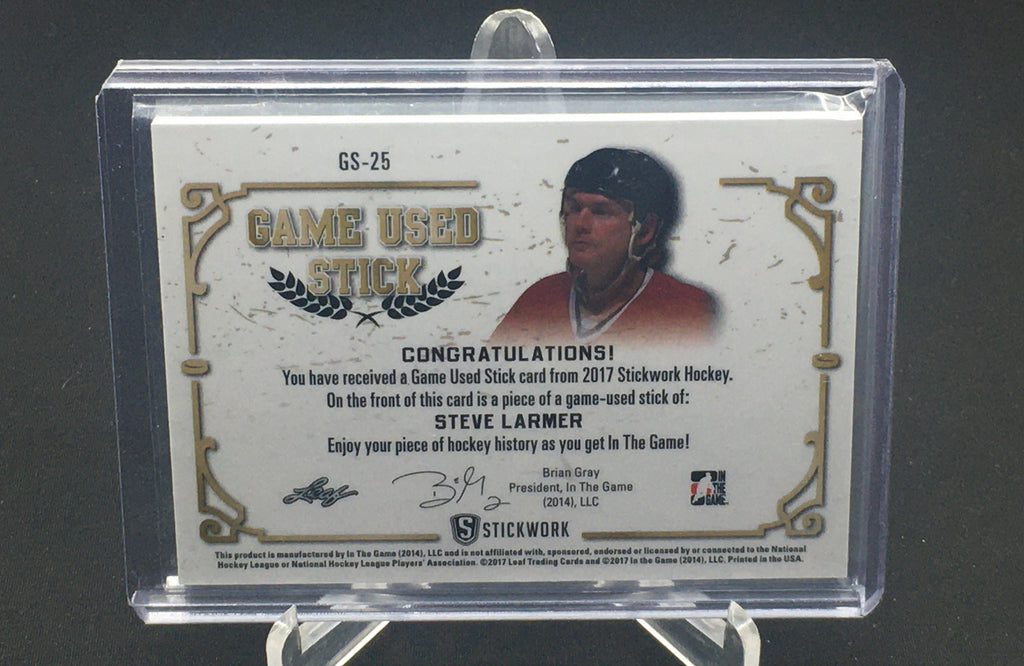 GS-25
GAME USED
STICK
CONGRATULATIONS!
You have received a Game Used Stick card from 2017 Stickwork Hockey.
On the front of this card is a piece of a game-used stick of:
STEVE LARMER
Enjoy your piece of hockey history as you get In The Game!
Leaf
Brian Gray
President, In The Game
(2014), LLC
IN
THE
GAME
S STICKWORK
This product is manufactured by In The Game (2014), LLC and is not affiliated with, sponsored, endorsed or licensed by or connected to the National
Hockey League or National Hockey League Players' Association. ©2017 Leaf Trading Cards and ©2017 In the Game (2014), LLC. Printed in the USA.